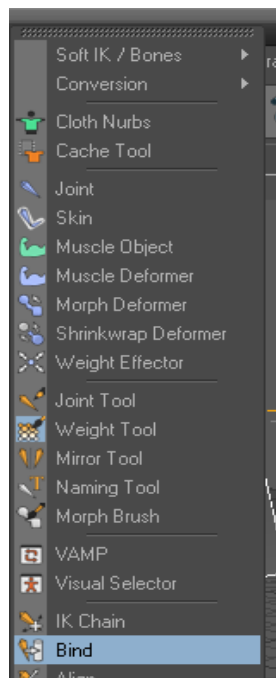 Soft IK / Bones
Conversion
Cloth Nurbs
Cache Tool
Joint
Skin
Muscle Object
Muscle Deformer
Morph Deformer
Shrinkwrap Deformer
Weight Effector
Joint Tool
Weight Tool
Mirror Tool
Naming Tool
Morph Brush
VAMP
Visual Selector
IK Chain
Bind
Align